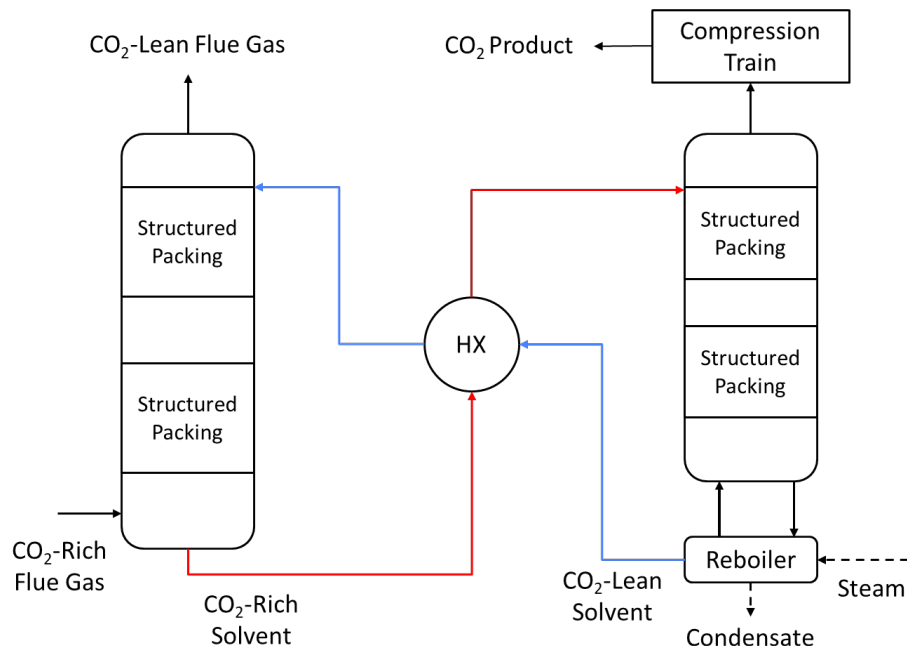 CO₂-Lean Flue Gas
CO₂ Product
Compression
Train
Structured
Packing
Structured
Packing
HX
Structured
Packing
Structured
Packing
CO₂-Rich
Flue Gas
CO₂-Rich
Solvent
CO₂-Lean
Solvent
Reboiler
Steam
Condensate